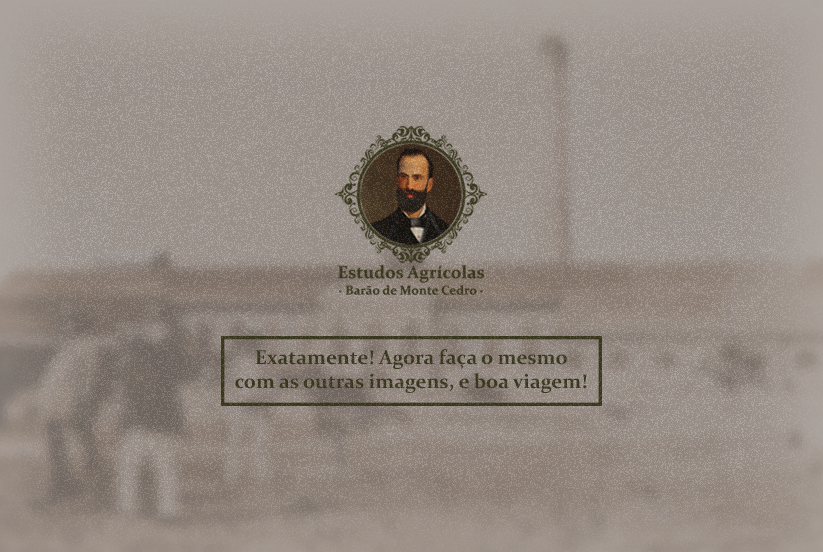 Estudos Agrícolas
· Barão de Monte Cedro ·
Exatamente! Agora faça o mesmo
com as outras imagens, e boa viagem!